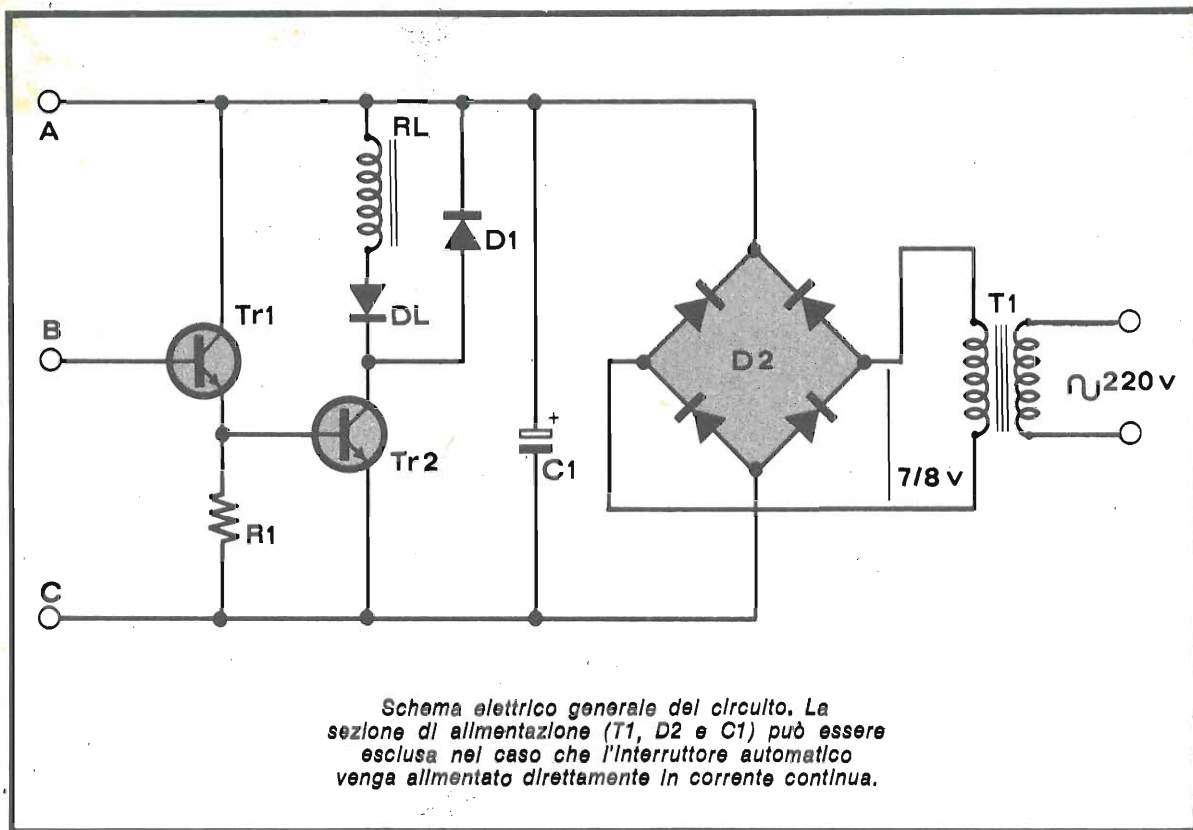 A
RL
D1
Tr1
DL
B
T1
D2
220 v
+
Tr2
C1
7/8 v
R1
C
Schema elettrico generale del circuito. La
sezione di alimentazione (T1, D2 e C1) può essere
esclusa nel caso che l'interruttore automatico
venga alimentato direttamente in corrente continua.